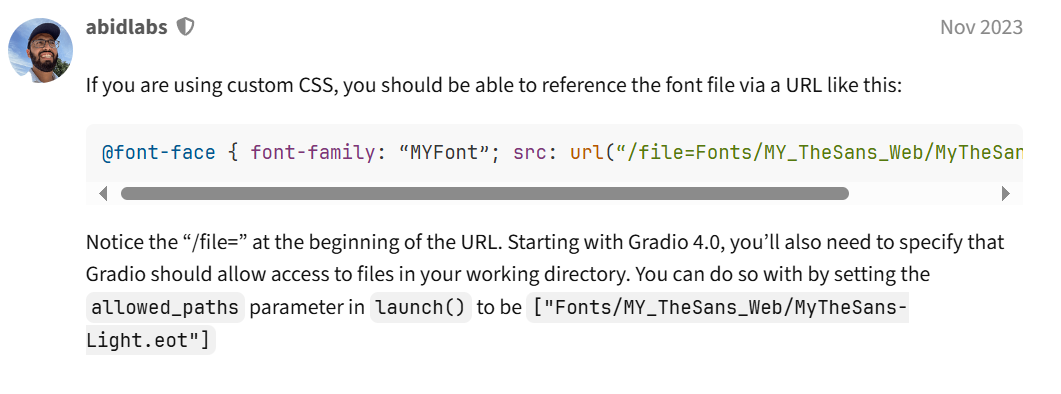 abidlabs
Nov 2023
If you are using custom CSS, you should be able to reference the font file via a URL like this:
@font-face { font-family: “MYFont”; src: url(“/file=Fonts/MY_TheSans_Web/MyTheSan
Notice the “/file=” at the beginning of the URL. Starting with Gradio 4.0, you’ll also need to specify that
Gradio should allow access to files in your working directory. You can do so with by setting the
allowed_paths parameter in launch() to be ["Fonts/MY_TheSans_Web/MyTheSans-
Light.eot"]